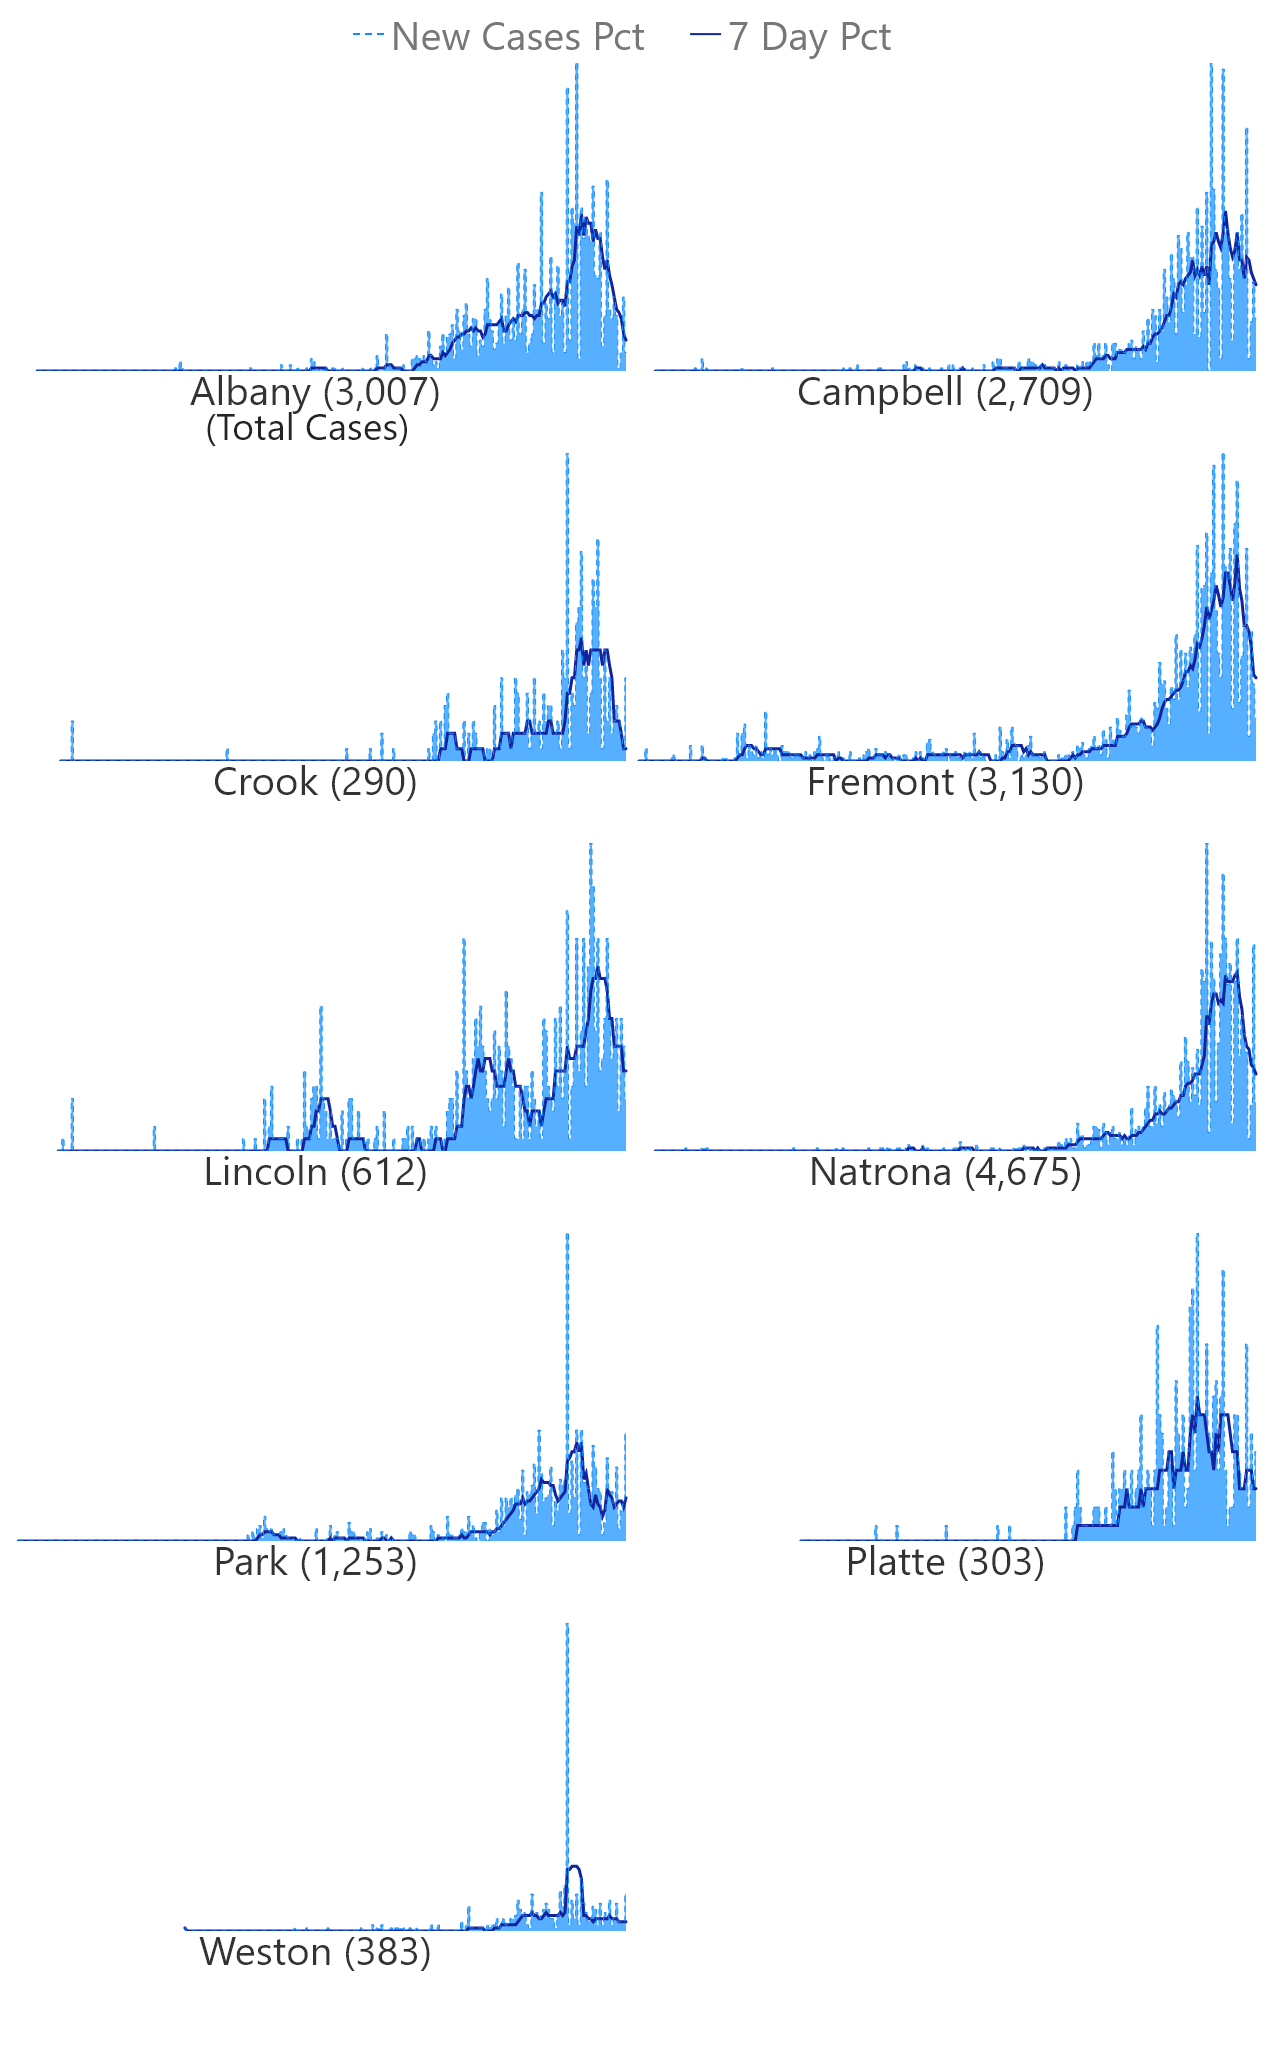 New Cases Pct 7 Day Pct
Albany (3,007) Campbell (2,709)
(Total Cases)
Crook (290) Fremont (3,130)
Lincoln (612) Natrona (4,675)
Park (1,253) Platte (303)
Weston (383)